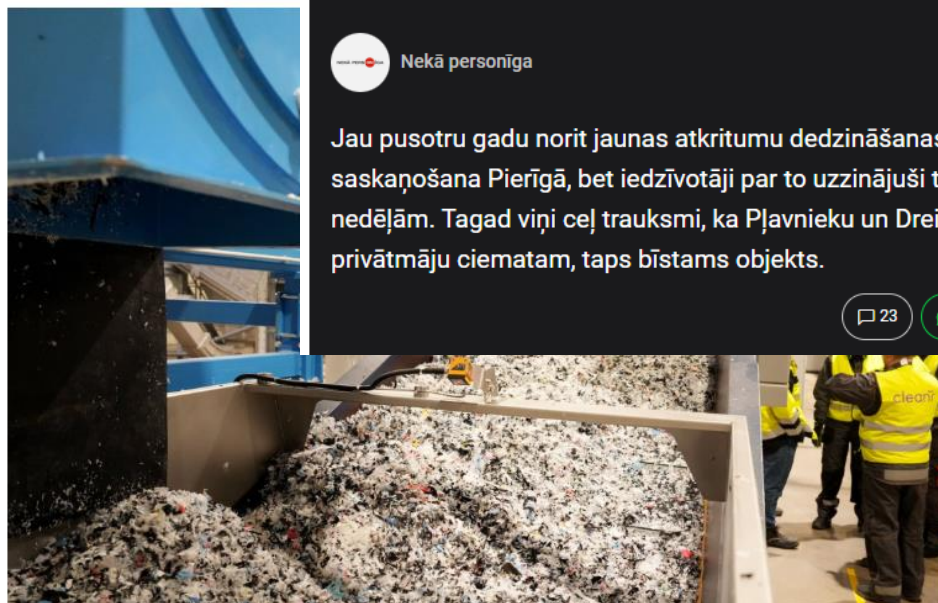 Nekā personīga
Jau pusotru gadu norit jaunas atkritumu dedzināšanas
saskaņošana Pierīgā, bet iedzīvotāji par to uzzinājuši
nedēļām. Tagad viņi ceļ trauksmi, ka Pļavnieku un
privātmāju ciematam, taps bīstams objekts.
23
cleanr